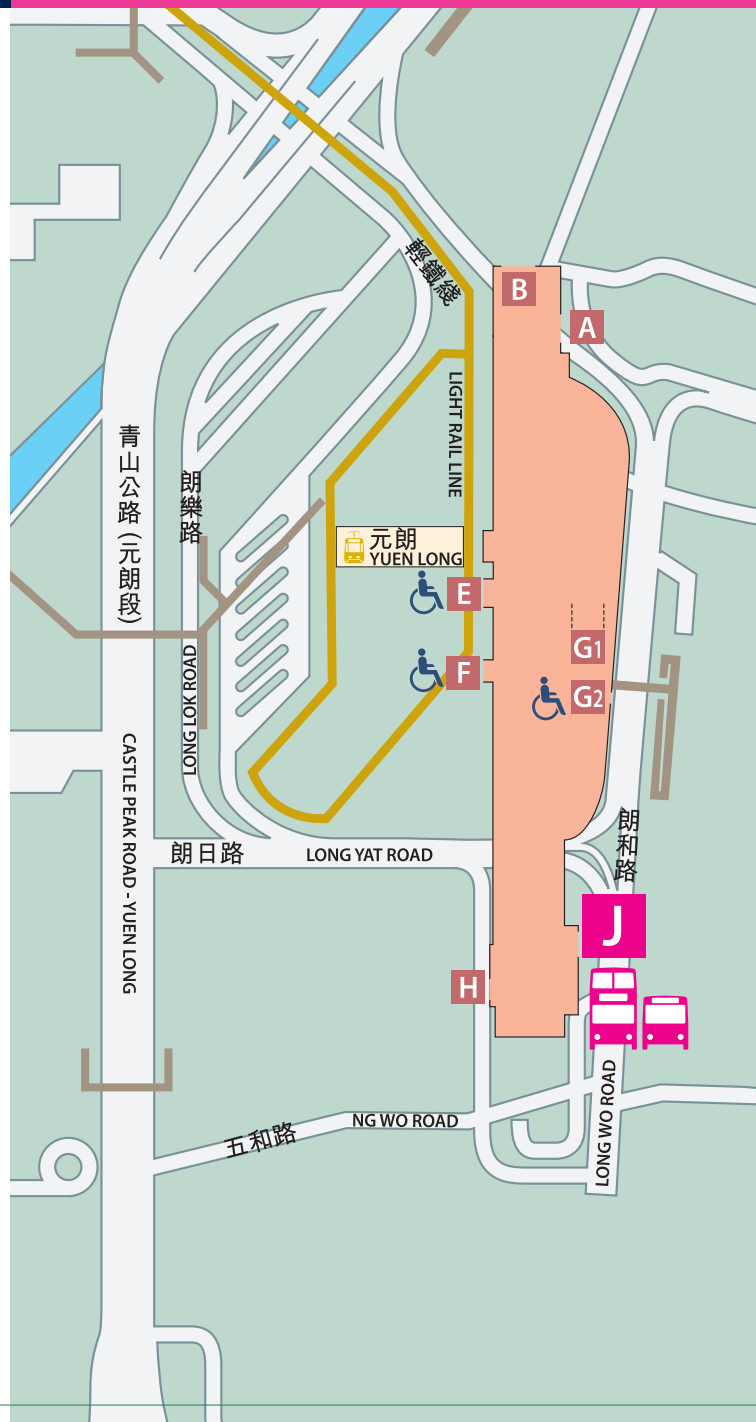 B
A
輕鐵綫
LIGHT RAIL LINE
青山公路 (元朗段)
朗樂路
元朗
YUEN LONG
E
F
G1
G2
LONG LOK ROAD
CASTLE PEAK ROAD - YUEN LONG
朗和路
朗日路
LONG YAT ROAD
J
H
LONG WO ROAD
NG WO ROAD
五和路